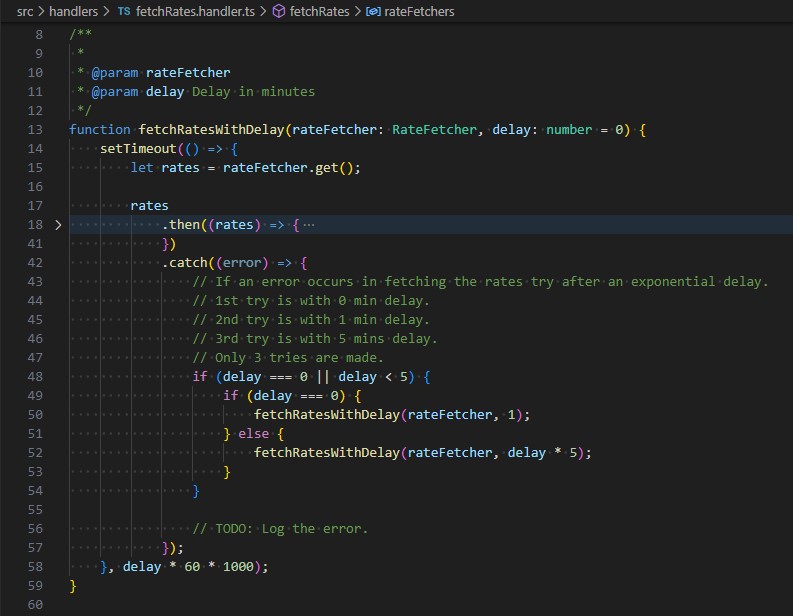 src > handlers > TS fetchRates.handler.ts > fetchRates > rateFetchers
8 /**
9  *
10  * @param rateFetcher
11  * @param delay Delay in minutes
12  */
13 function fetchRatesWithDelay(rateFetcher: RateFetcher, delay: number = 0) {
14     setTimeout(() => {
15         let rates = rateFetcher.get();
16
17         rates
18             .then((rates) => { ⋯
41             })
42             .catch((error) => {
43                 // If an error occurs in fetching the rates try after an exponential delay.
44                 // 1st try is with 0 min delay.
45                 // 2nd try is with 1 min delay.
46                 // 3rd try is with 5 mins delay.
47                 // Only 3 tries are made.
48                 if (delay === 0 || delay < 5) {
49                     if (delay === 0) {
50                         fetchRatesWithDelay(rateFetcher, 1);
51                     } else {
52                         fetchRatesWithDelay(rateFetcher, delay * 5);
53                     }
54                 }
55
56                 // TODO: Log the error.
57             });
58     }, delay * 60 * 1000);
59 }
60